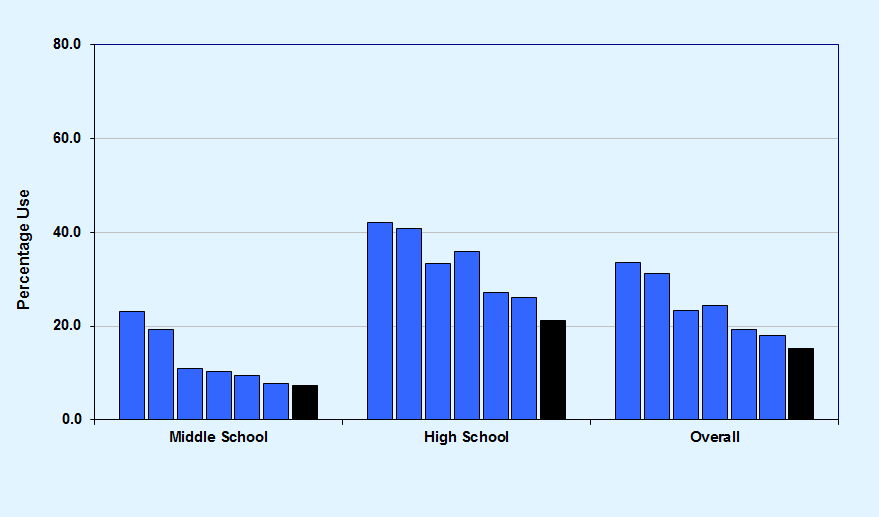 80.0
60.0
40.0
20.0
0.0
Percentage Use
Middle School
High School
Overall